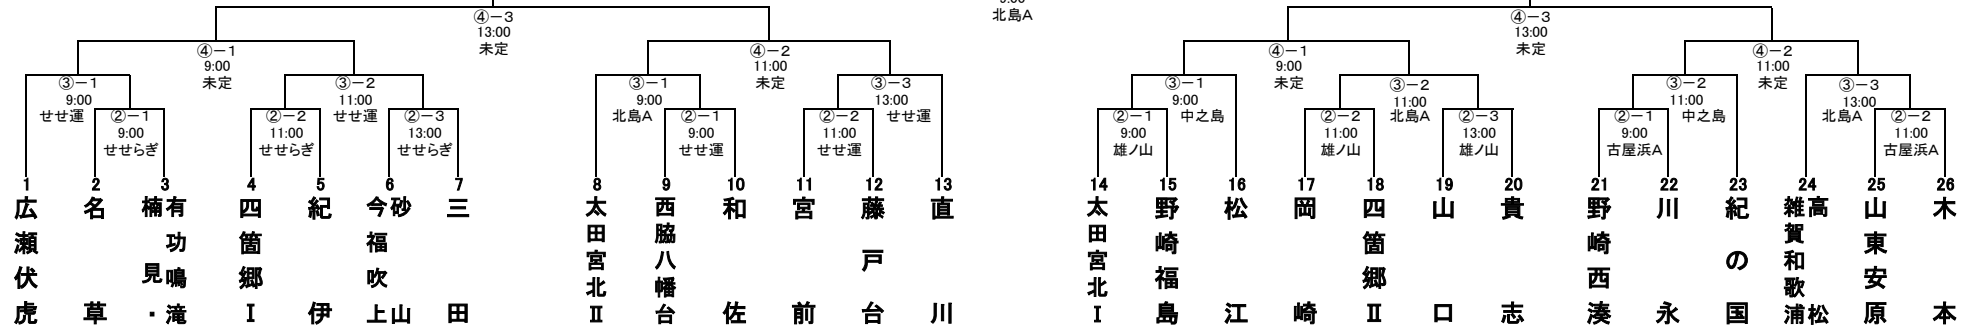 9:00
北島A
④－3
13:00
未定
④－3
13:00
未定
④－1
9:00
未定
④－2
11:00
未定
④－1
9:00
未定
④－2
11:00
未定
③－1
9:00
せせ運
③－2
11:00
せせ運
③－1
9:00
北島A
③－3
13:00
せせ運
③－1
9:00
中之島
③－2
11:00
北島A
③－2
11:00
中之島
③－3
13:00
北島A
②－1
9:00
せせらぎ
②－2
11:00
せせらぎ
②－3
13:00
せせらぎ
②－1
9:00
せせ運
②－2
11:00
せせ運
②－1
9:00
雄ノ山
②－2
11:00
雄ノ山
②－3
13:00
雄ノ山
②－1
9:00
古屋浜A
②－2
11:00
古屋浜A
1
広瀬伏虎
2
名草
3
有功鳴滝・
楠見
4
四箇郷Ⅰ
5
紀伊
6
砂山
今福吹上
7
三田
8
太田宮北Ⅱ
9
西脇八幡台
10
和佐
11
宮前
12
藤戸台
13
直川
14
太田宮北Ⅰ
15
野崎福島
16
松江
17
岡崎
18
四箇郷Ⅱ
19
山口
20
貴志
21
野崎西湊
22
川永
23
紀の国
24
高松
雑賀和歌浦
25
山東安原
26
木本